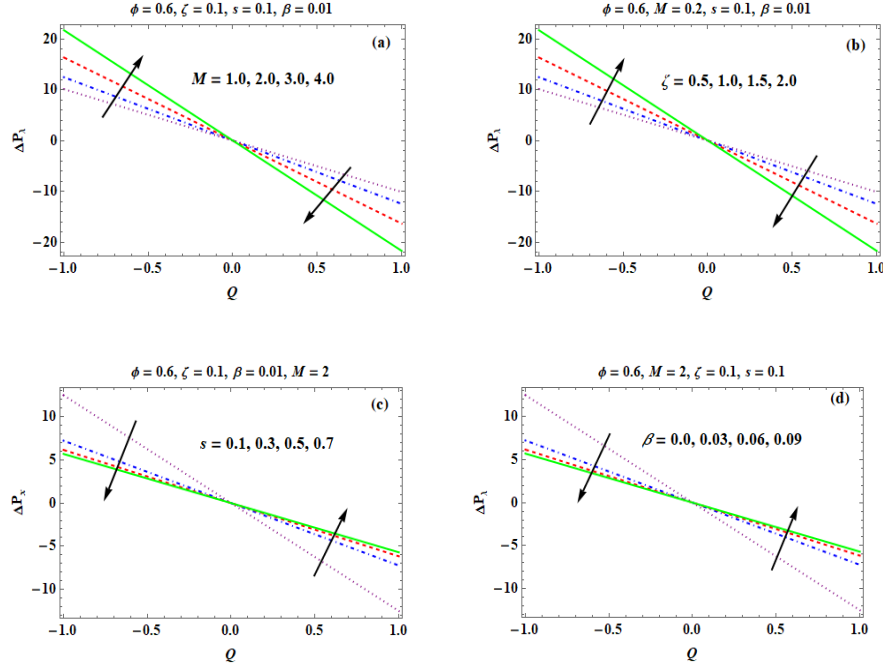 ϕ = 0.6, ζ = 0.1, s = 0.1, β = 0.01
(a)
M = 1.0, 2.0, 3.0, 4.0
ΔP_λ
20
10
0
−10
−20
−1.0 −0.5 0.0 0.5 1.0
Q
ϕ = 0.6, M = 0.2, s = 0.1, β = 0.01
(b)
ζ = 0.5, 1.0, 1.5, 2.0
ΔP_λ
20
10
0
−10
−20
−1.0 −0.5 0.0 0.5 1.0
Q
ϕ = 0.6, ζ = 0.1, β = 0.01, M = 2
(c)
s = 0.1, 0.3, 0.5, 0.7
ΔP_x
10
5
0
−5
−10
−1.0 −0.5 0.0 0.5 1.0
Q
ϕ = 0.6, M = 2, ζ = 0.1, s = 0.1
(d)
β = 0.0, 0.03, 0.06, 0.09
ΔP_λ
10
5
0
−5
−10
−1.0 −0.5 0.0 0.5 1.0
Q